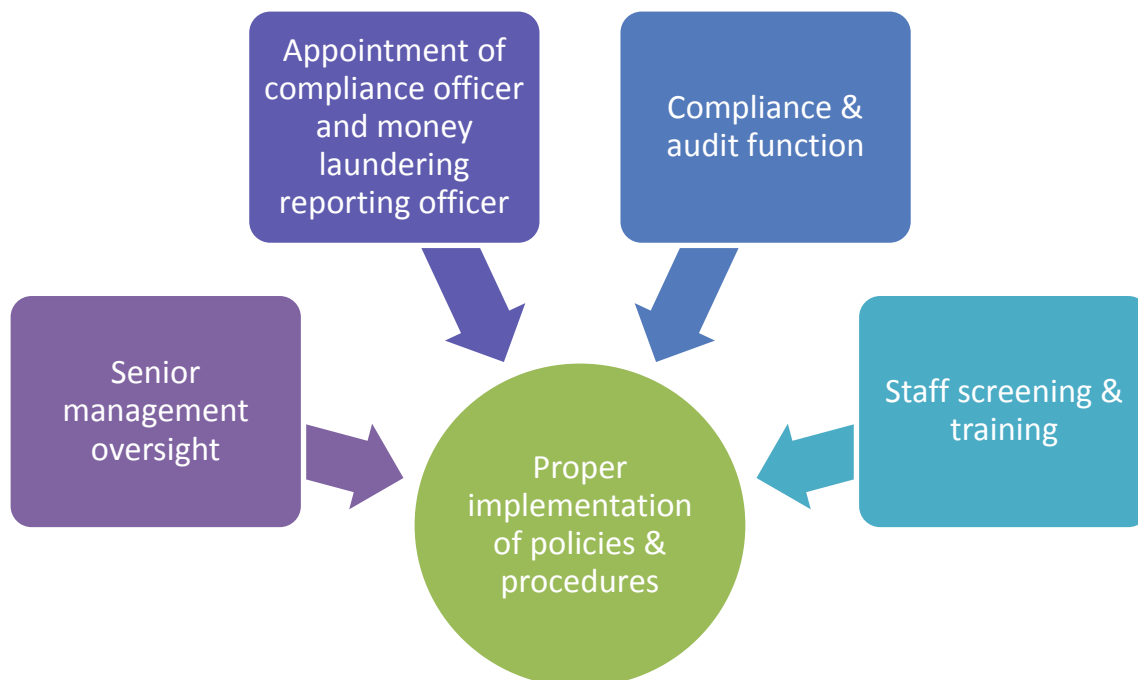 Appointment of
compliance officer
and money
laundering
reporting officer
Compliance &
audit function
Senior
management
oversight
Staff screening &
training
Proper
implementation
of policies &
procedures